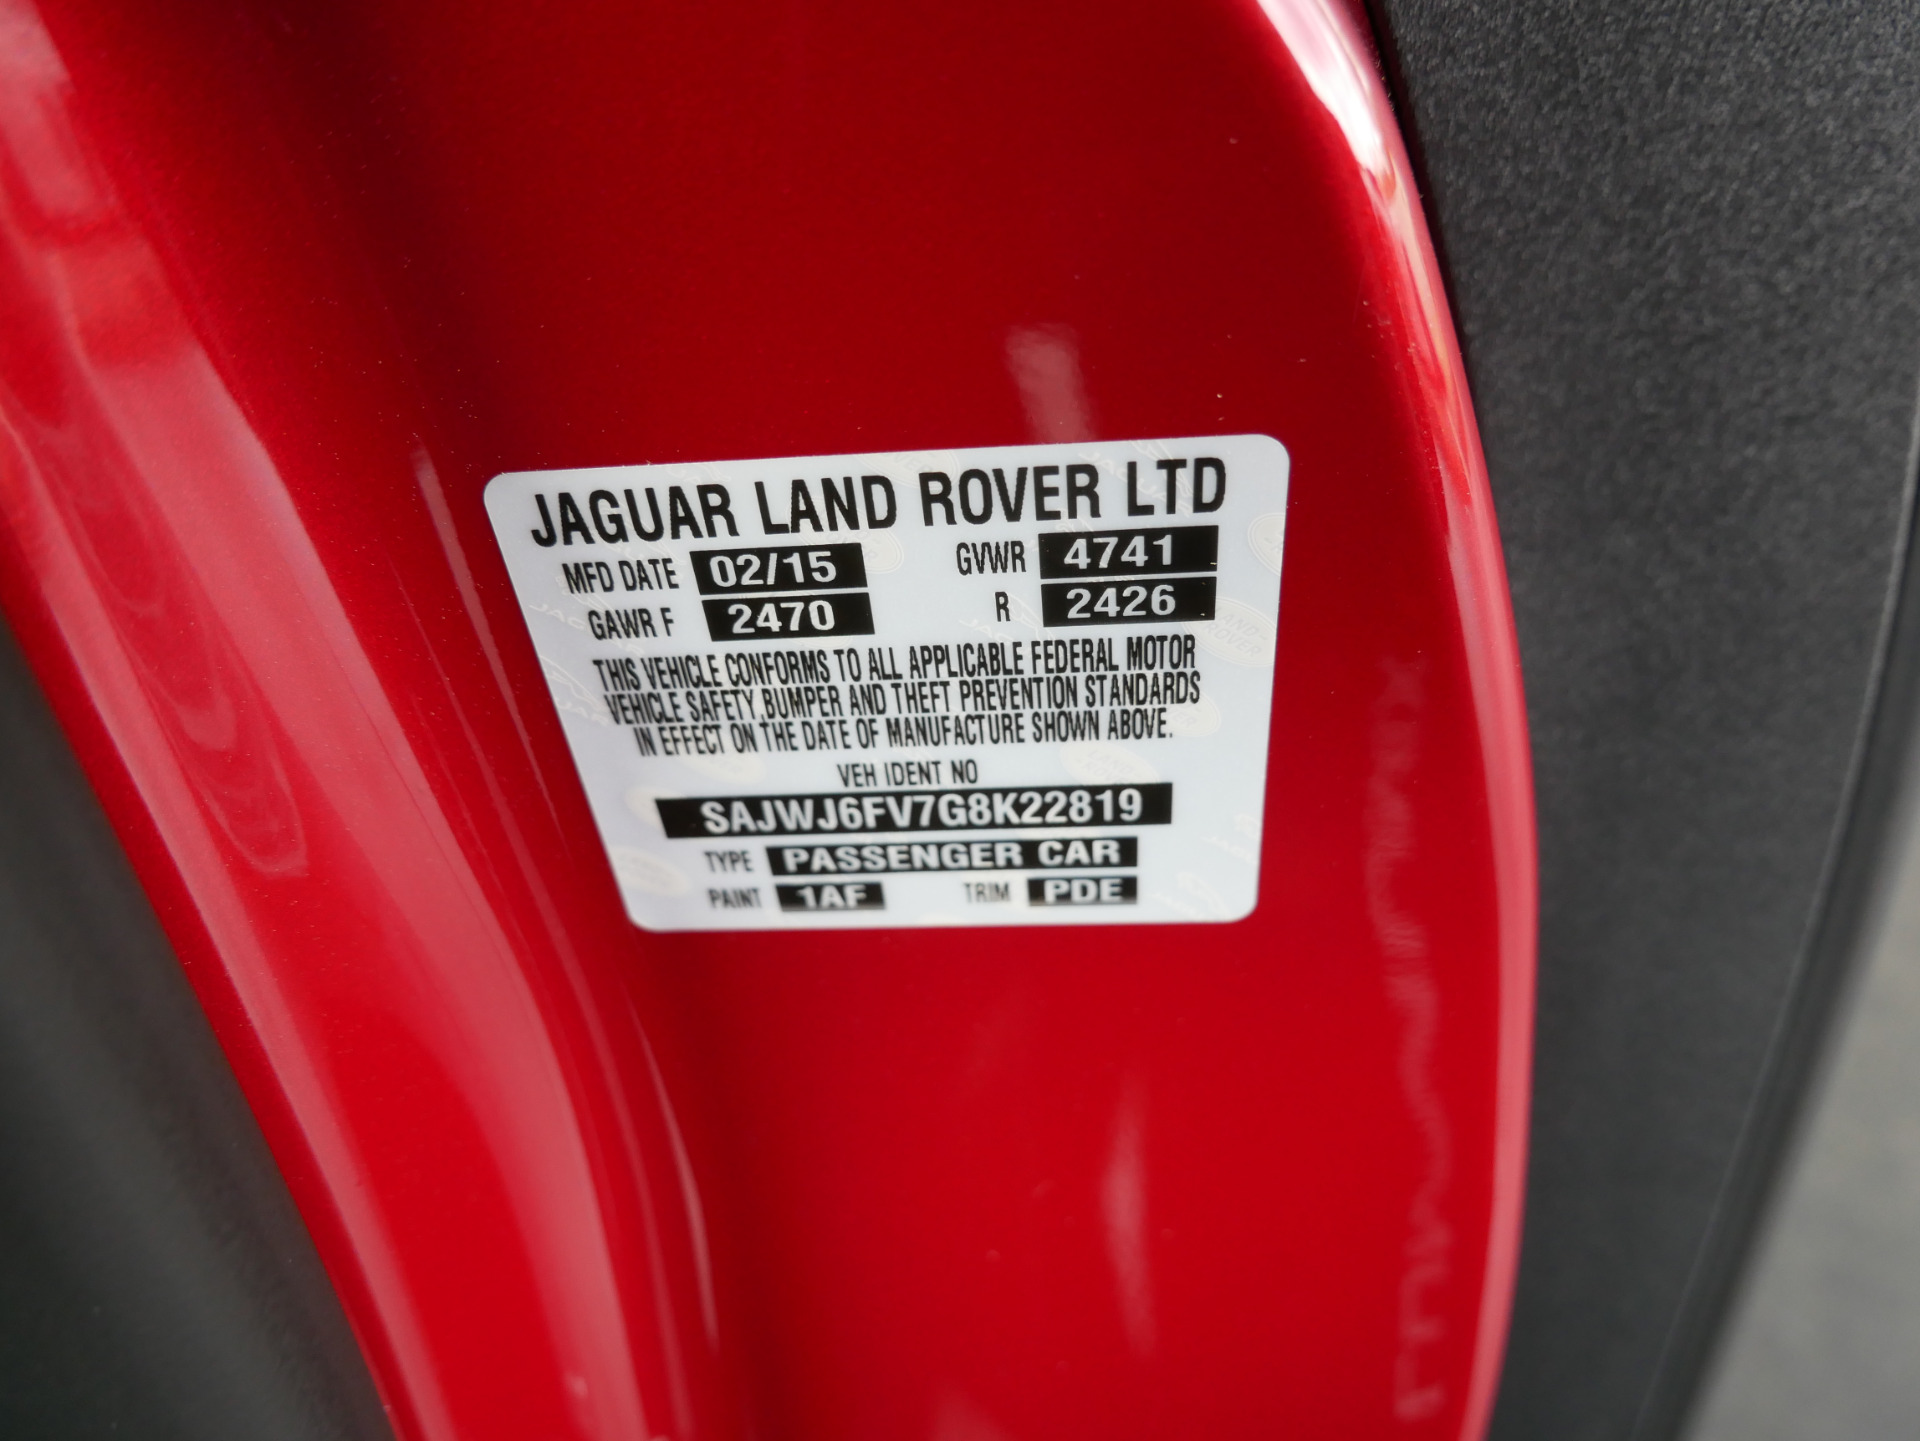 JAGUAR LAND ROVER LTD
MFD DATE 02/15 GVWR 4741
GAWR F 2470 R 2426
THIS VEHICLE CONFORMS TO ALL APPLICABLE FEDERAL MOTOR
VEHICLE SAFETY, BUMPER AND THEFT PREVENTION STANDARDS
IN EFFECT ON THE DATE OF MANUFACTURE SHOWN ABOVE.
VEH IDENT NO
SAJWJ6FV7G8K22819
TYPE PASSENGER CAR
PAINT 1AF TRIM PDE